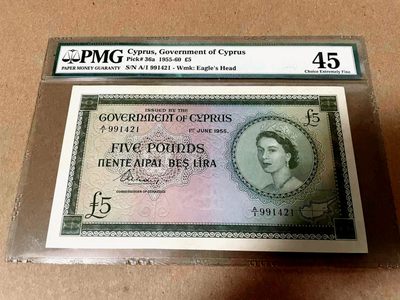 PMG
PAPER MONEY GUARANTY
Cyprus, Government of Cyprus
Pick# 36a 1955-60 £5
S/N A/1 991421 - Wmk: Eagle's Head
45
Choice Extremely Fine
ISSUED BY THE
GOVERNMENT OF CYPRUS
£5
A/1 991421
1ST JUNE 1955.
FIVE POUNDS
ΠΕΝΤΕ ΛΙΡΑΙ BEŞ LİRA
COMMISSIONERS OF CURRENCY
£5
A/1 991421